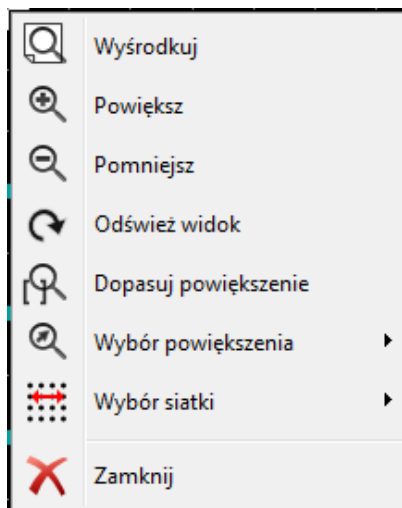 Wyśrodkuj
Powiększ
Pomniejsz
Odśwież widok
Dopasuj powiększenie
Wybór powiększenia
Wybór siatki
Zamknij